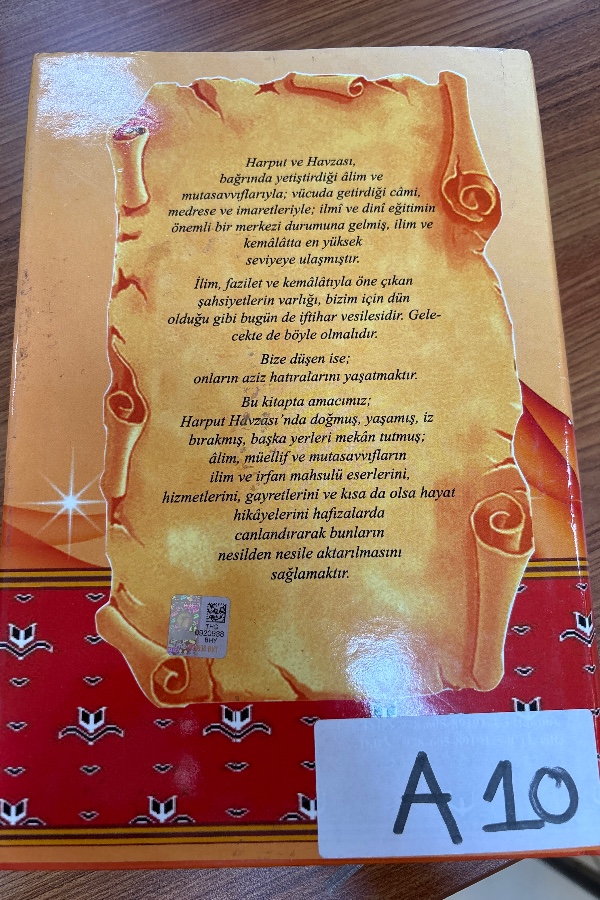 Harput ve Havzası,
bağrında yetiştirdiği âlim ve
mutasavvıflarıyla; vücuda getirdiği câmi,
medrese ve imaretleriyle; ilmî ve dinî eğitimin
önemli bir merkezi durumuna gelmiş, ilim ve
kemâlâtta en yüksek
seviyeye ulaşmıştır.
İlim, fazilet ve kemâlâtıyla öne çıkan
şahsiyetlerin varlığı, bizim için dün
olduğu gibi bugün de iftihar vesilesidir. Gele-
cekte de böyle olmalıdır.
Bize düşen ise;
onların aziz hatıralarını yaşatmaktır.
Bu kitapta amacımız;
Harput Havzası'nda doğmuş, yaşamış, iz
bırakmış, başka yerleri mekân tutmuş;
âlim, müellif ve mutasavvıfların
ilim ve irfan mahsulü eserlerini,
hizmetlerini, gayretlerini ve kısa da olsa hayat
hikâyelerini hafızalarda
canlandırarak bunların
nesilden nesile aktarılmasını
sağlamaktır.
A 10